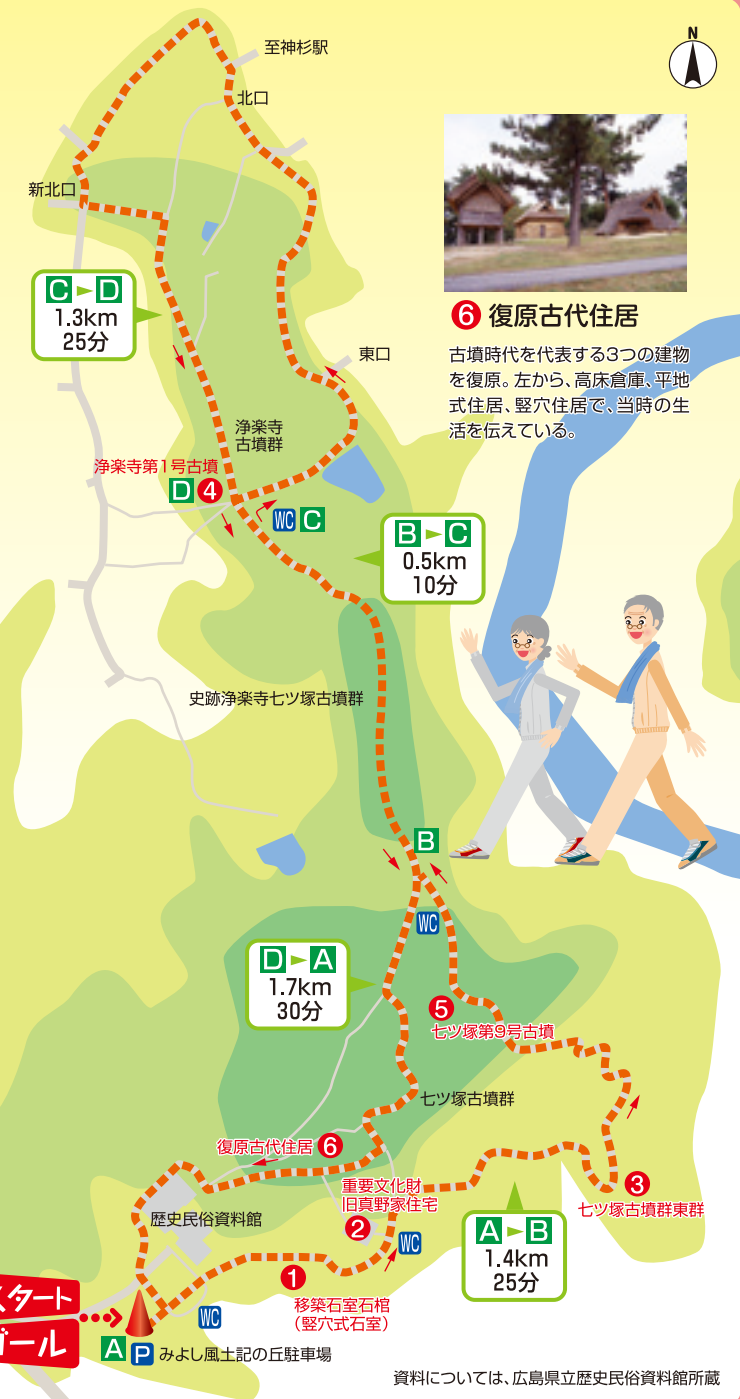 N
至神杉駅
北口
新北口
C D
1.3km
25分
❻ 復原古代住居
古墳時代を代表する3つの建物
を復原。左から、高床倉庫、平地
式住居、竪穴住居で、当時の生
活を伝えている。
東口
浄楽寺
古墳群
浄楽寺第1号古墳
D ❹
WC C
B C
0.5km
10分
史跡浄楽寺七ツ塚古墳群
B
WC
D A
1.7km
30分
❺
七ツ塚第9号古墳
七ツ塚古墳群
復原古代住居 ❻
重要文化財
旧真野家住宅
❷
❸
七ツ塚古墳群東群
歴史民俗資料館
WC
A B
1.4km
25分
❶
移築石室石棺
(竪穴式石室)
スタート
ゴール
WC
A P みよし風土記の丘駐車場
資料については、広島県立歴史民俗資料館所蔵